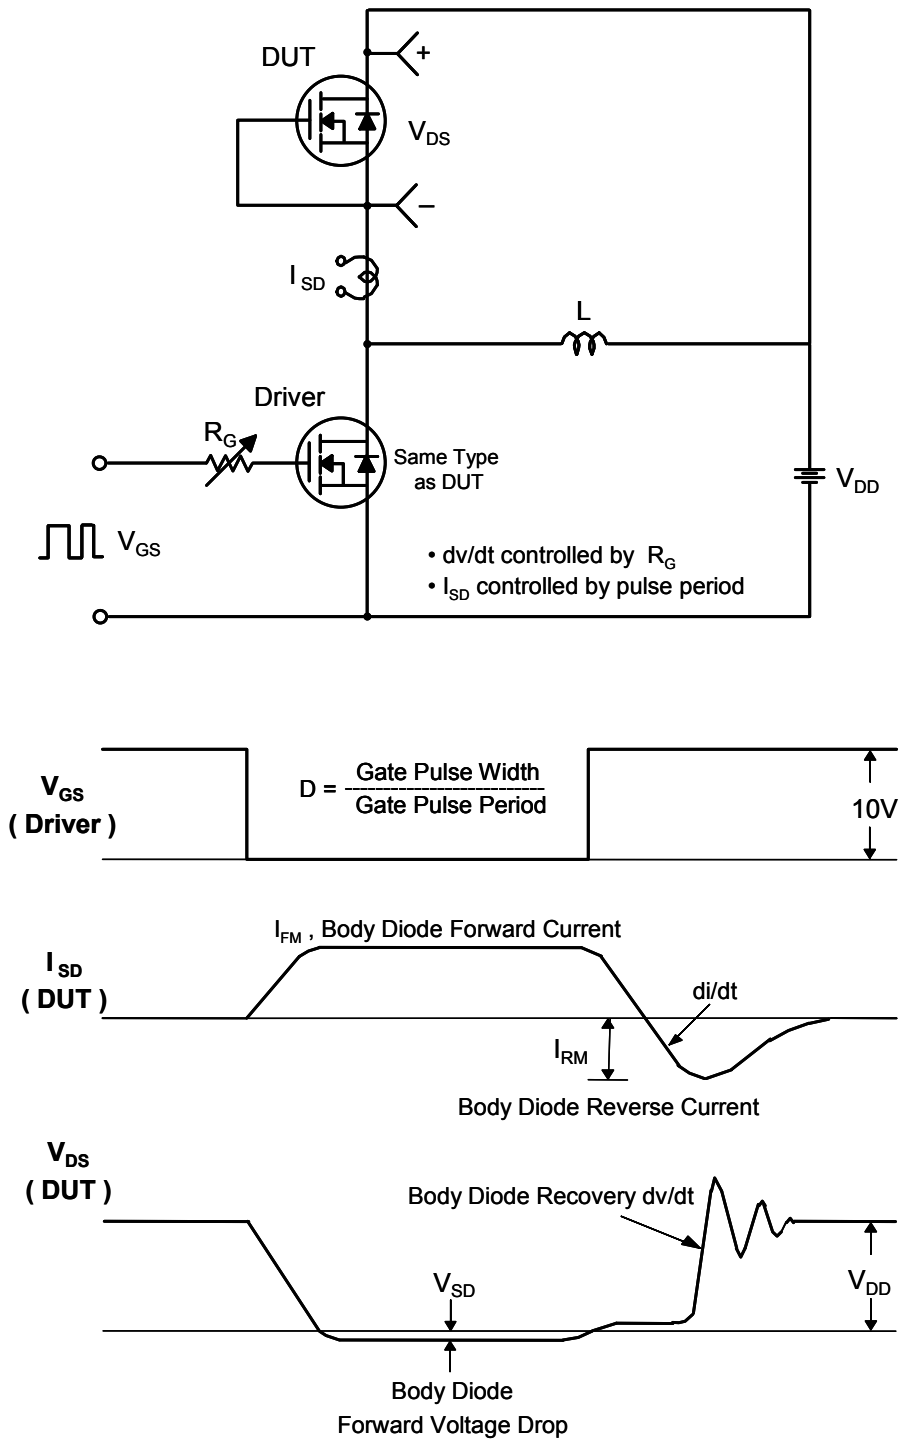 DUT
+
V_DS
−
I_SD
L
Driver
R_G
Same Type
as DUT
V_DD
V_GS
• dv/dt controlled by R_G
• I_SD controlled by pulse period
V_GS
( Driver )
D = Gate Pulse Width
--------------------------
Gate Pulse Period
10V
I_FM , Body Diode Forward Current
I_SD
( DUT )
di/dt
I_RM
Body Diode Reverse Current
V_DS
( DUT )
Body Diode Recovery dv/dt
V_SD
V_DD
Body Diode
Forward Voltage Drop